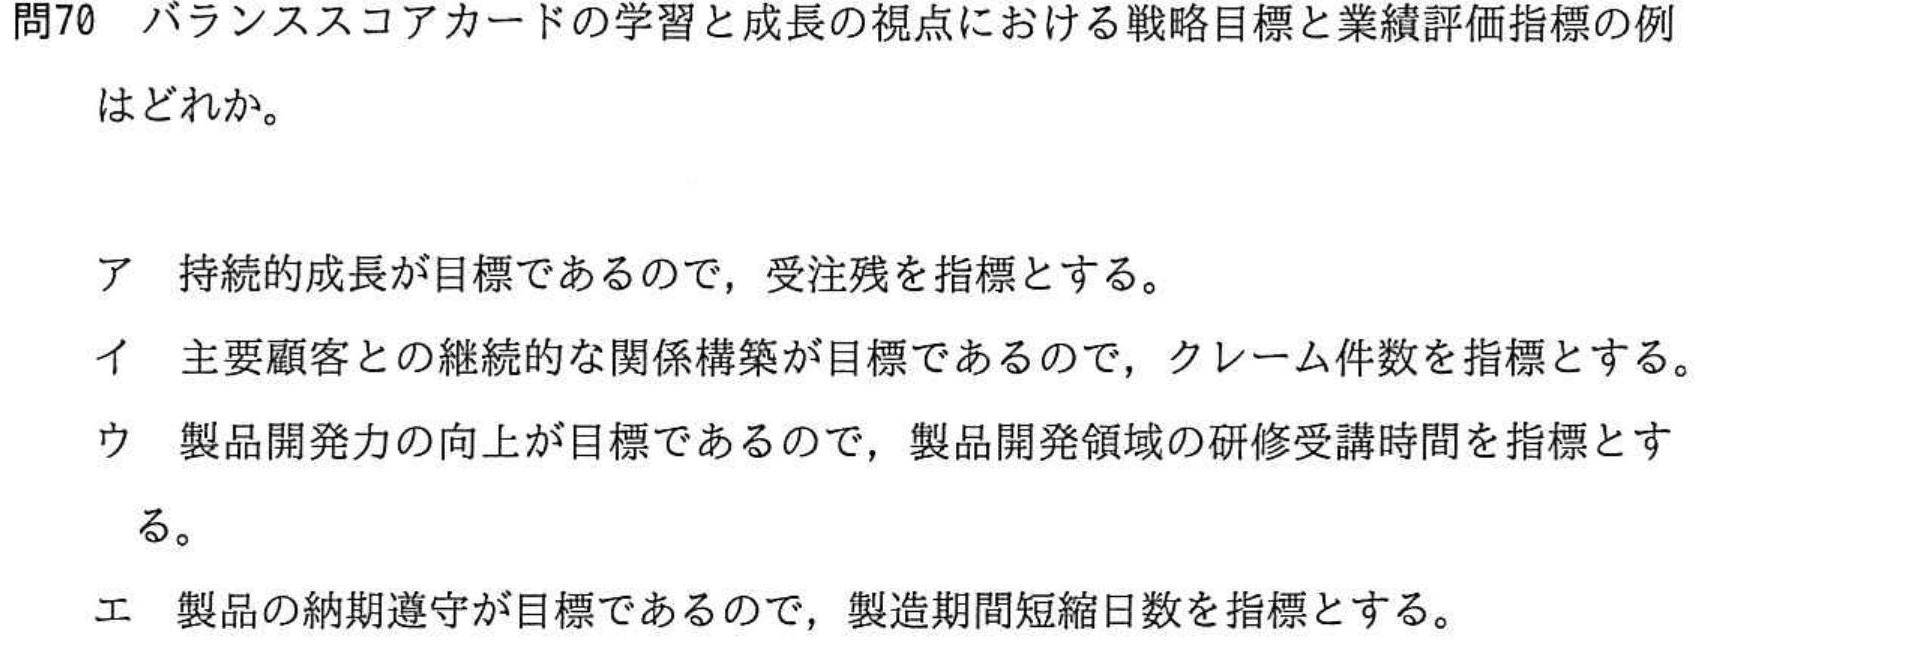 問70　バランススコアカードの学習と成長の視点における戦略目標と業績評価指標の例
はどれか。
ア　持続的成長が目標であるので，受注残を指標とする。
イ　主要顧客との継続的な関係構築が目標であるので，クレーム件数を指標とする。
ウ　製品開発力の向上が目標であるので，製品開発領域の研修受講時間を指標とす
る。
エ　製品の納期遵守が目標であるので，製造期間短縮日数を指標とする。